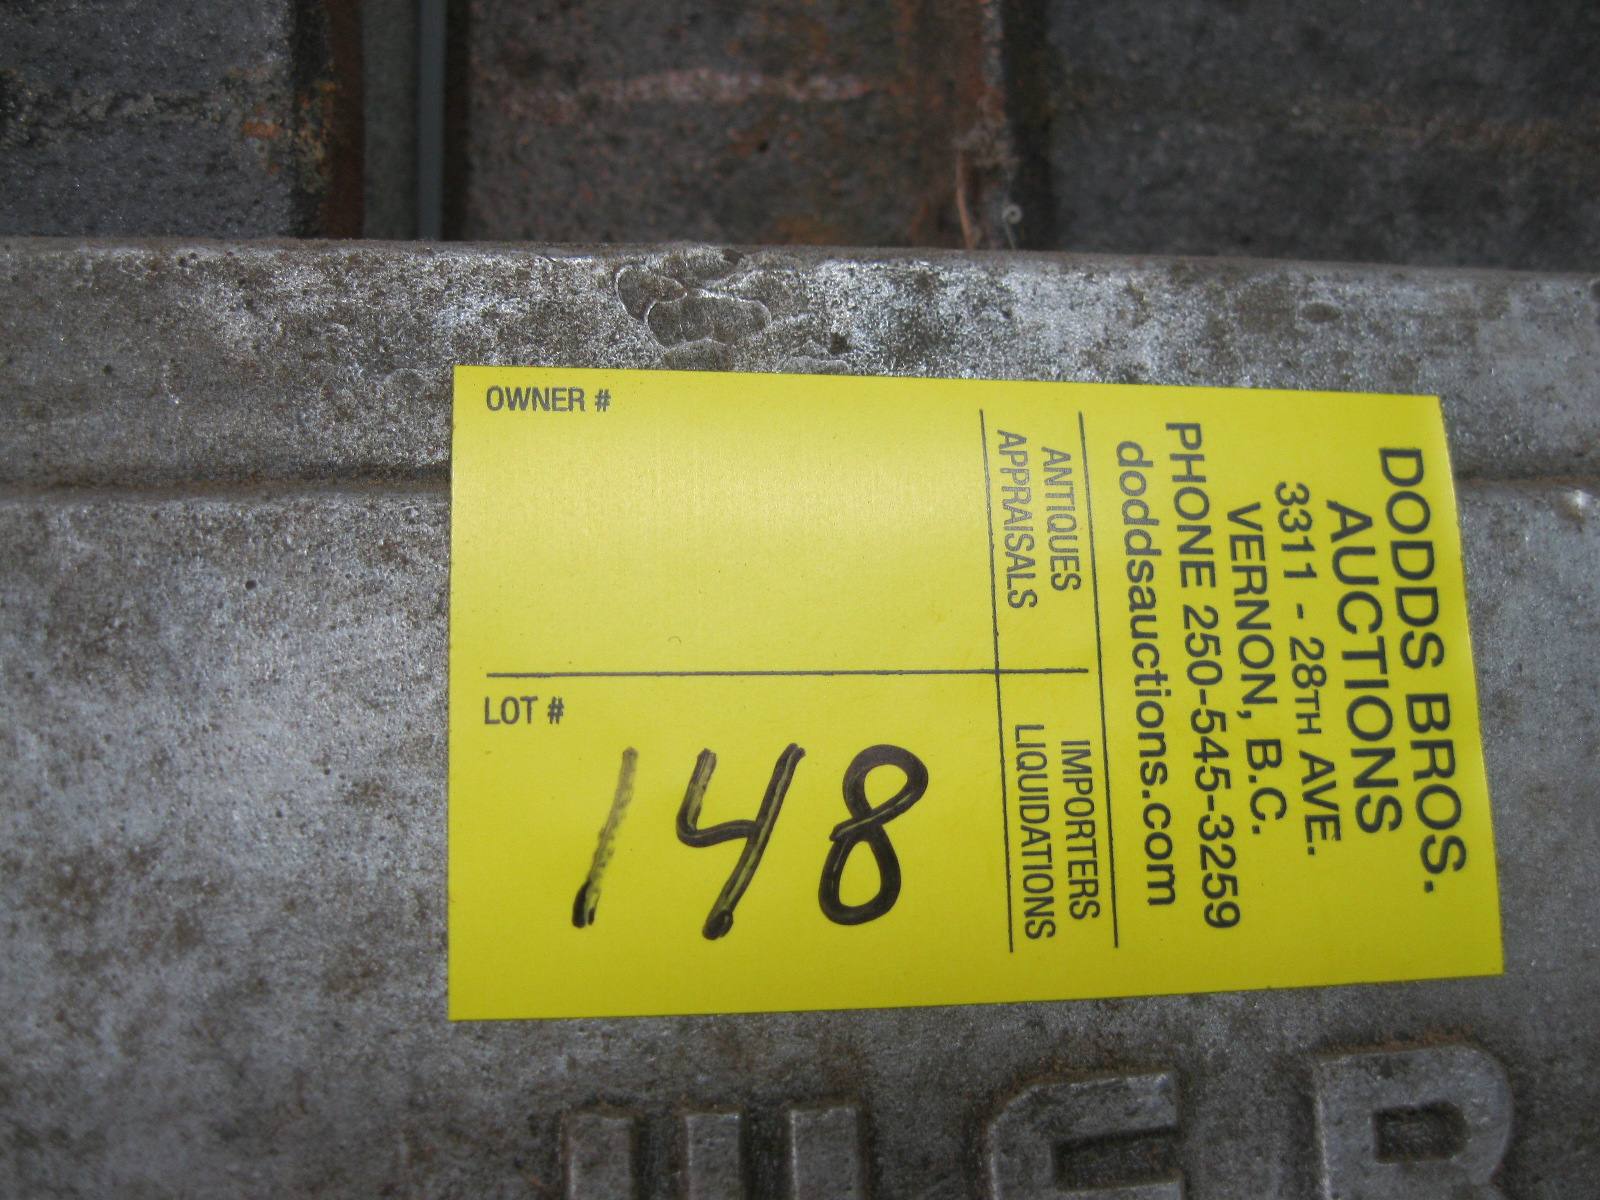 DODDS BROS.
AUCTIONS
3311 - 28TH AVE.
VERNON, B.C.
PHONE 250-545-3259
doddsauctions.com
ANTIQUES IMPORTERS
APPRAISALS LIQUIDATIONS
OWNER #
LOT #
148